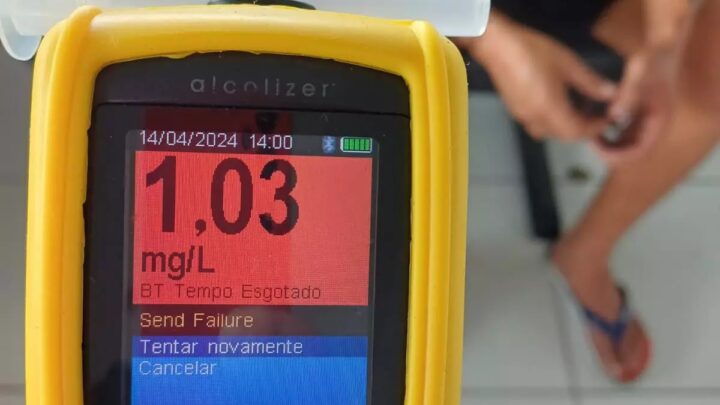 alcolizer
14/04/2024 14:00
1,03
mg/L
BT Tempo Esgotado
Send Failure
Tentar novamente
Cancelar